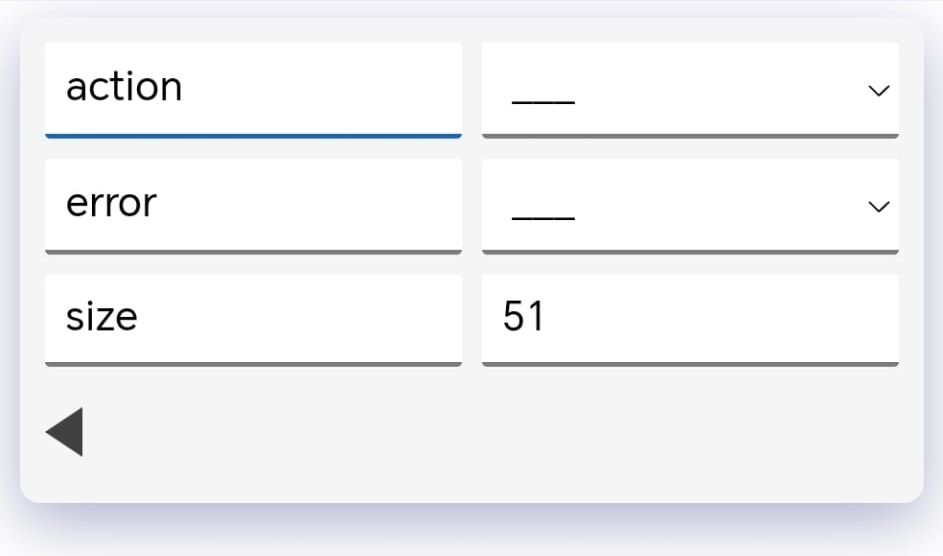 action ___
error ___
size 51